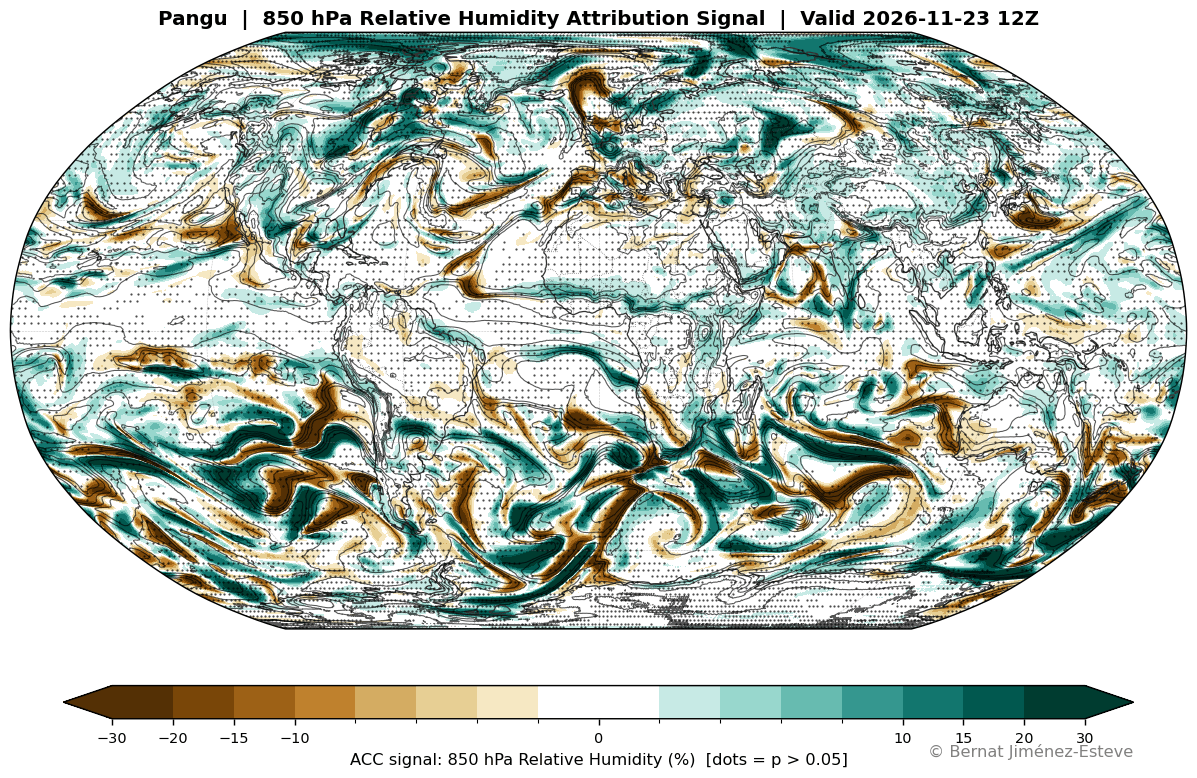 Pangu | 850 hPa Relative Humidity Attribution Signal | Valid 2026-11-23 12Z
−30 −20 −15 −10 0 10 15 20 30
ACC signal: 850 hPa Relative Humidity (%) [dots = p > 0.05]
© Bernat Jiménez-Esteve